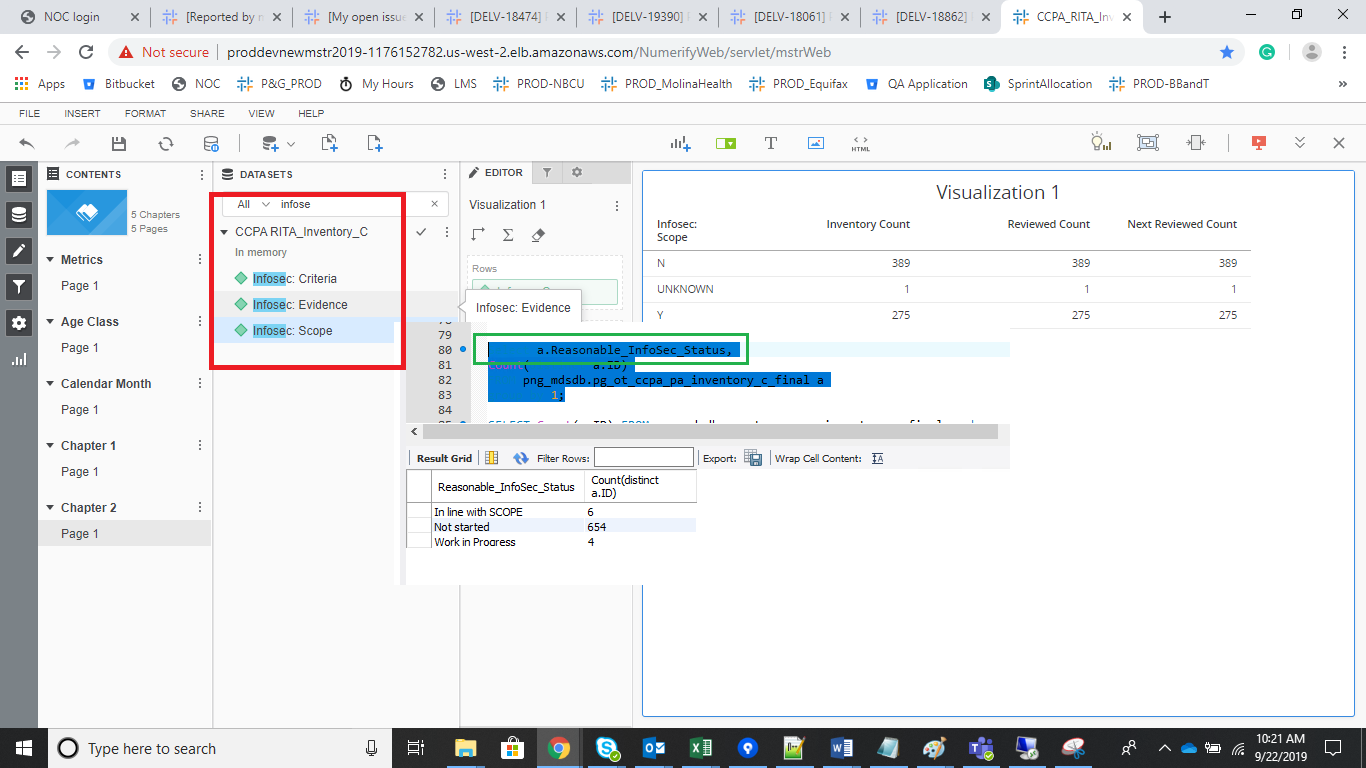 NOC login
[Reported by
[My open issue
[DELV-18474]
[DELV-19390]
[DELV-18061]
[DELV-18862]
CCPA_RITA_Inv
Not secure
proddevnewmstr2019-1176152782.us-west-2.elb.amazonaws.com/NumerifyWeb/servlet/mstrWeb
Apps
Bitbucket
NOC
P&G_PROD
My Hours
LMS
PROD-NBCU
PROD_MolinaHealth
PROD_Equifax
QA Application
SprintAllocation
PROD-BBandT
FILE INSERT FORMAT SHARE VIEW HELP
HTML
CONTENTS
5 Chapters
5 Pages
Metrics
Page 1
Age Class
Page 1
Calendar Month
Page 1
Chapter 1
Page 1
Chapter 2
Page 1
DATASETS
All infose
CCPA RITA_Inventory_C
In memory
Infosec: Criteria
Infosec: Evidence
Infosec: Scope
EDITOR
Visualization 1
Rows
Infosec: Evidence
Visualization 1
Infosec: Scope Inventory Count Reviewed Count Next Reviewed Count
N 389 389 389
UNKNOWN 1 1 1
Y 275 275 275
79
80 a.Reasonable_InfoSec_Status,
81 Count( a.ID)
82 png_mdsdb.pg_ot_ccpa_pa_inventory_c_final a
83 1;
84
Result Grid
Filter Rows:
Export:
Wrap Cell Content:
Reasonable_InfoSec_Status Count(distinct a.ID)
In line with SCOPE 6
Not started 654
Work in Progress 4
Type here to search
10:21 AM
9/22/2019